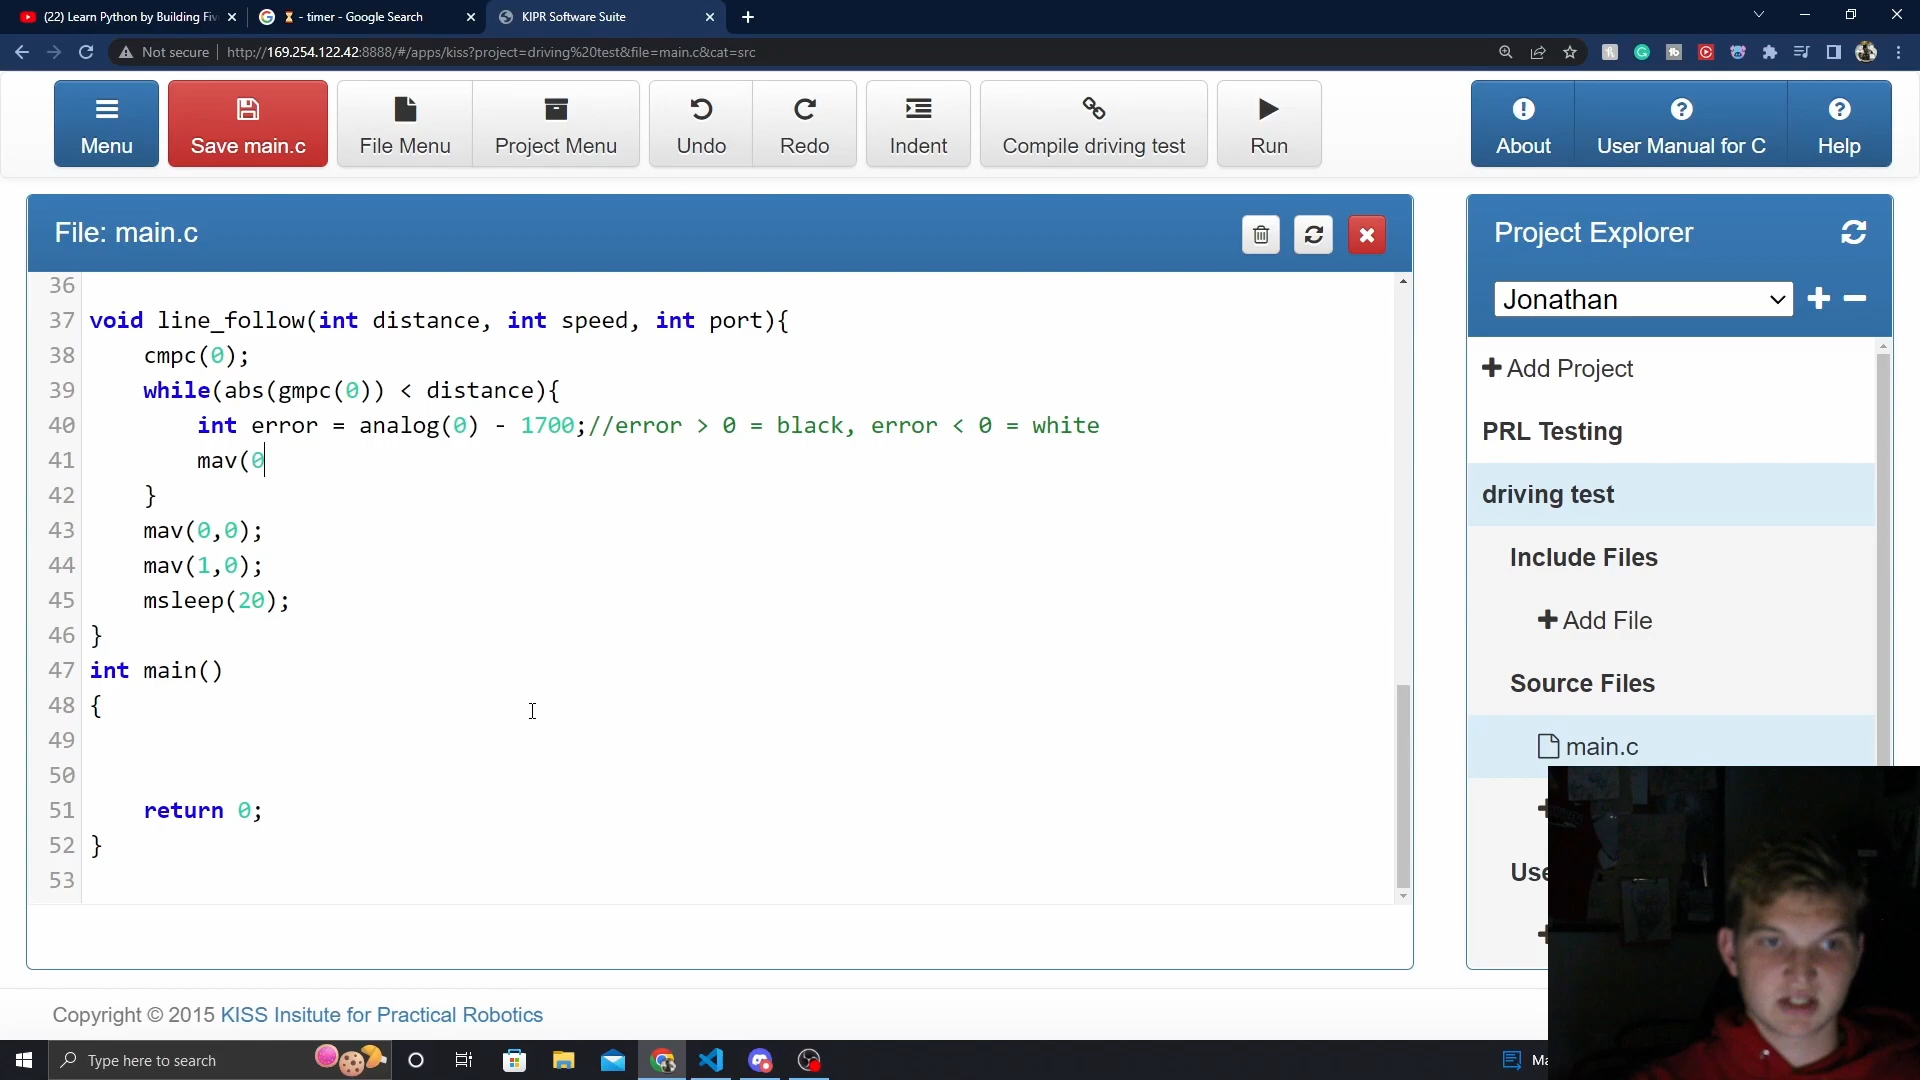 (22) Learn Python by Building Fiv
⏳ - timer - Google Search
KIPR Software Suite
Not secure
http://169.254.122.42:8888/#/apps/kiss?project=driving%20test&file=main.c&cat=src
Menu
Save main.c
File Menu
Project Menu
Undo
Redo
Indent
Compile driving test
Run
About
User Manual for C
Help
File: main.c
36
37 void line_follow(int distance, int speed, int port){
38 cmpc(0);
39 while(abs(gmpc(0)) < distance){
40 int error = analog(0) - 1700;//error > 0 = black, error < 0 = white
41 mav(0
42 }
43 mav(0,0);
44 mav(1,0);
45 msleep(20);
46 }
47 int main()
48 {
49
50
51 return 0;
52 }
53
Project Explorer
Jonathan
Add Project
PRL Testing
driving test
Include Files
Add File
Source Files
main.c
Use
Copyright © 2015 KISS Insitute for Practical Robotics
Type here to search
Ma